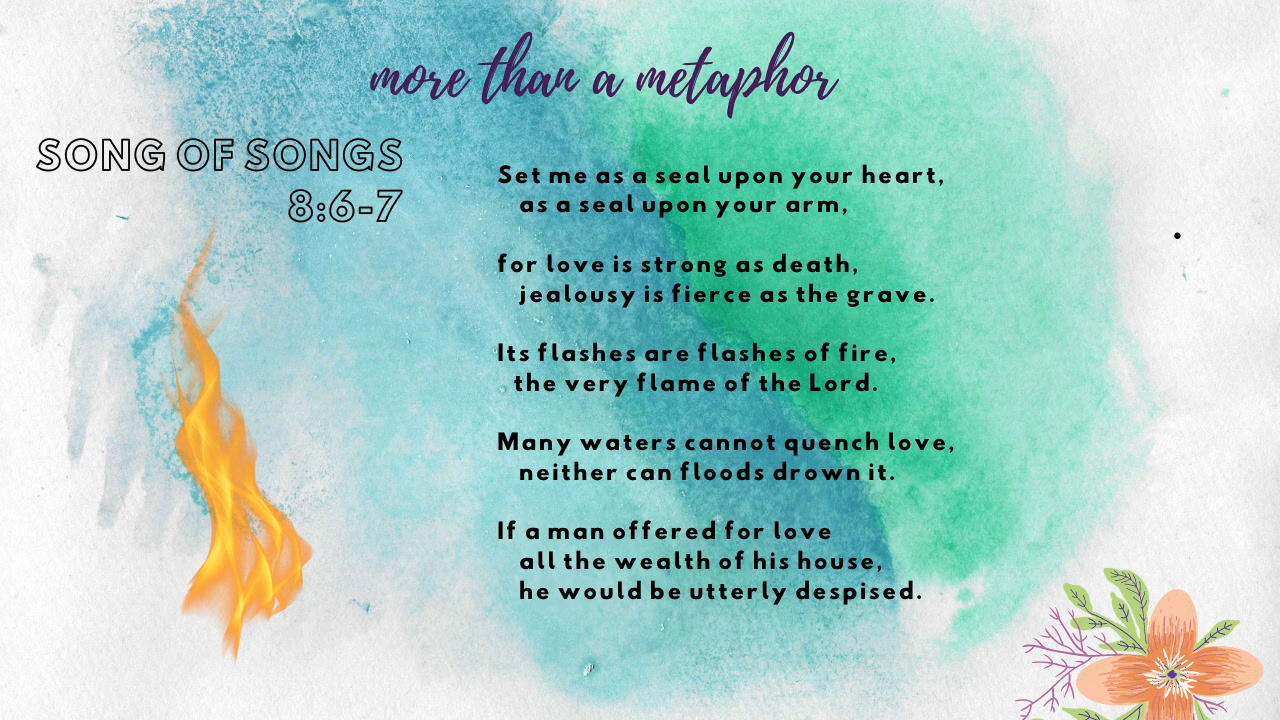 more than a metaphor
SONG OF SONGS
8:6-7
Set me as a seal upon your heart,
as a seal upon your arm,
for love is strong as death,
jealousy is fierce as the grave.
Its flashes are flashes of fire,
the very flame of the Lord.
Many waters cannot quench love,
neither can floods drown it.
If a man offered for love
all the wealth of his house,
he would be utterly despised.